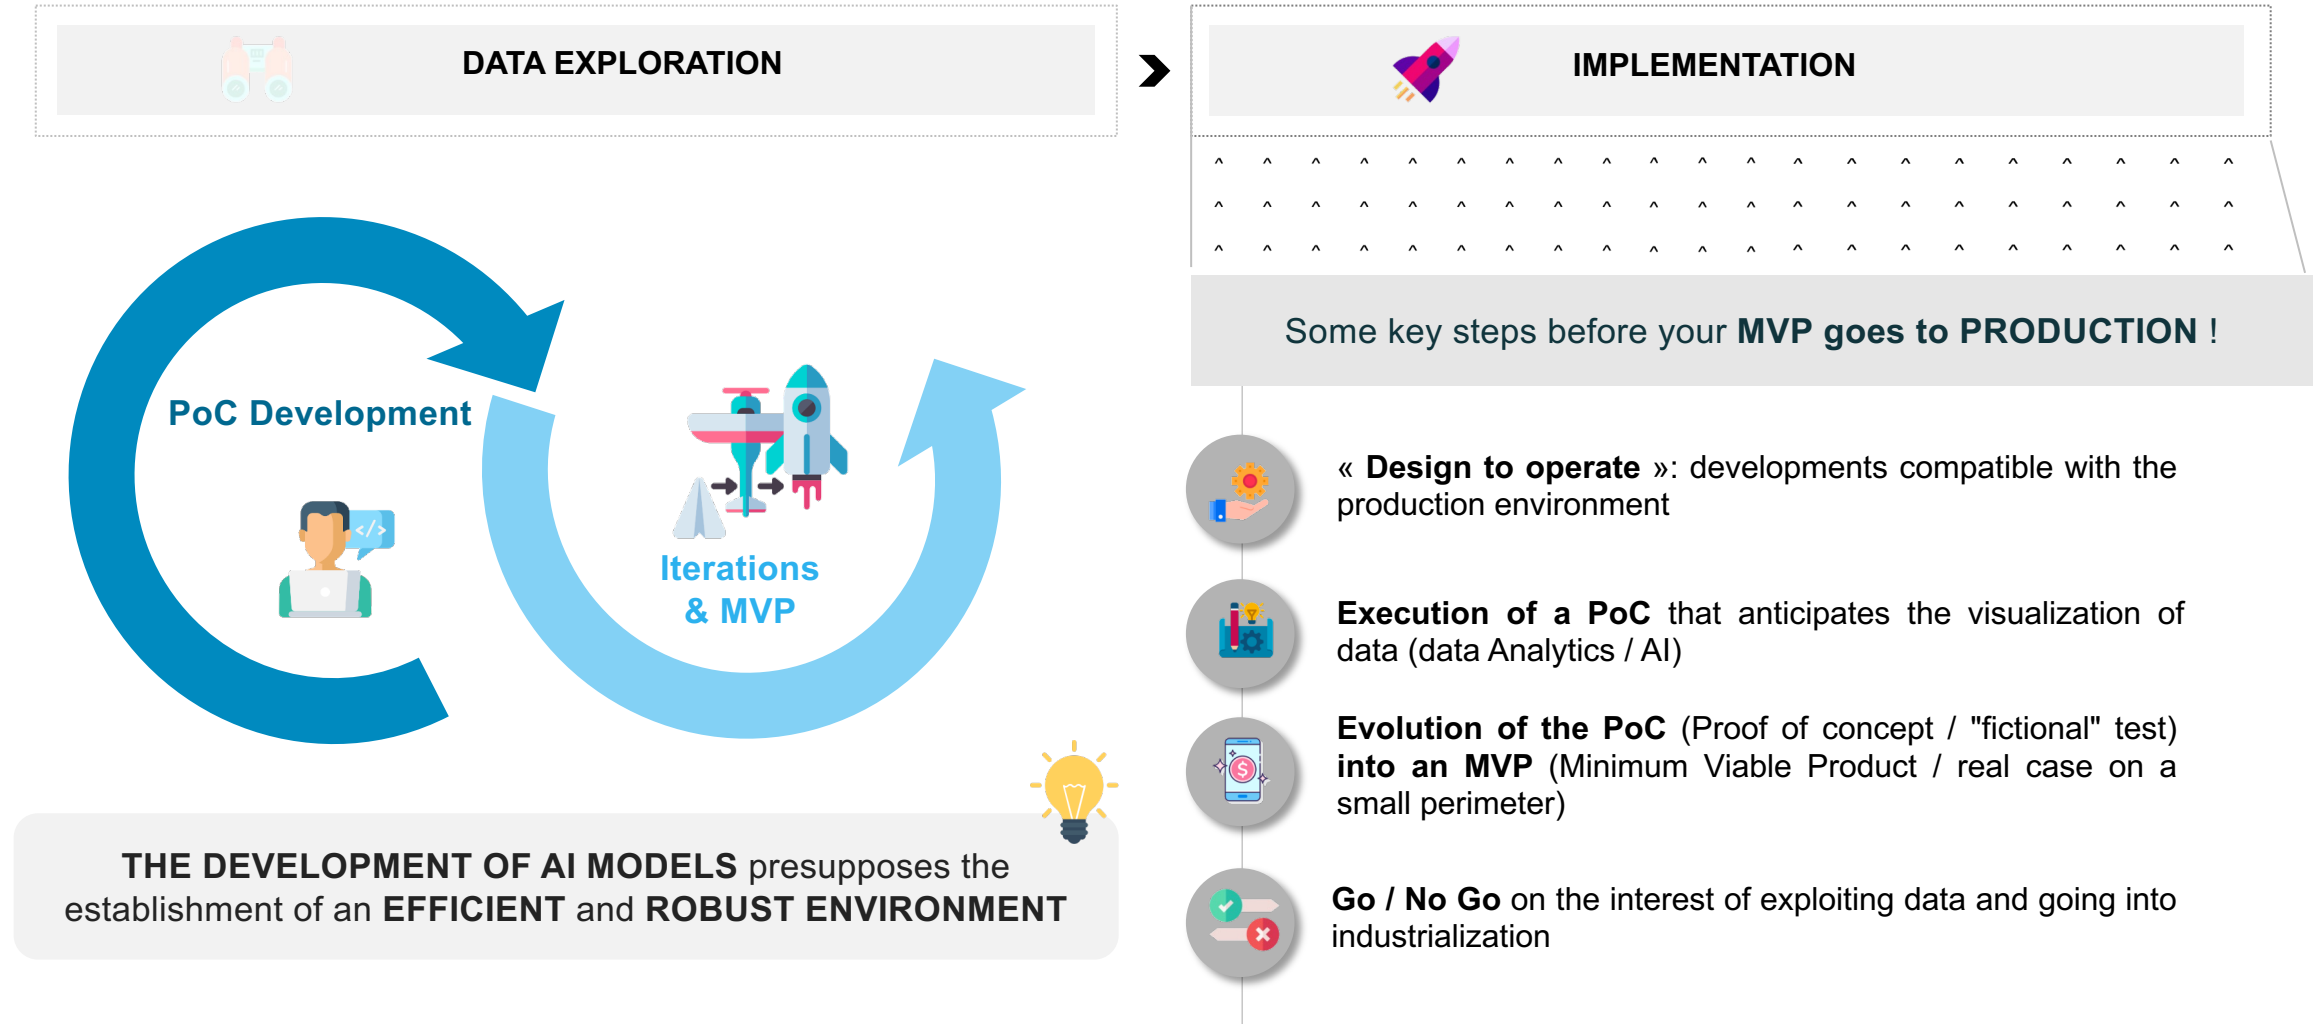 DATA EXPLORATION
IMPLEMENTATION
^ ^ ^ ^ ^ ^ ^ ^ ^ ^ ^ ^ ^ ^ ^ ^ ^ ^ ^ ^ ^
^ ^ ^ ^ ^ ^ ^ ^ ^ ^ ^ ^ ^ ^ ^ ^ ^ ^ ^ ^ ^
^ ^ ^ ^ ^ ^ ^ ^ ^ ^ ^ ^ ^ ^ ^ ^ ^ ^ ^ ^ ^
PoC Development
</>
Iterations
& MVP
THE DEVELOPMENT OF AI MODELS presupposes the
establishment of an EFFICIENT and ROBUST ENVIRONMENT
Some key steps before your MVP goes to PRODUCTION !
« Design to operate »: developments compatible with the
production environment
Execution of a PoC that anticipates the visualization of
data (data Analytics / AI)
$
Evolution of the PoC (Proof of concept / "fictional" test)
into an MVP (Minimum Viable Product / real case on a
small perimeter)
Go / No Go on the interest of exploiting data and going into
industrialization